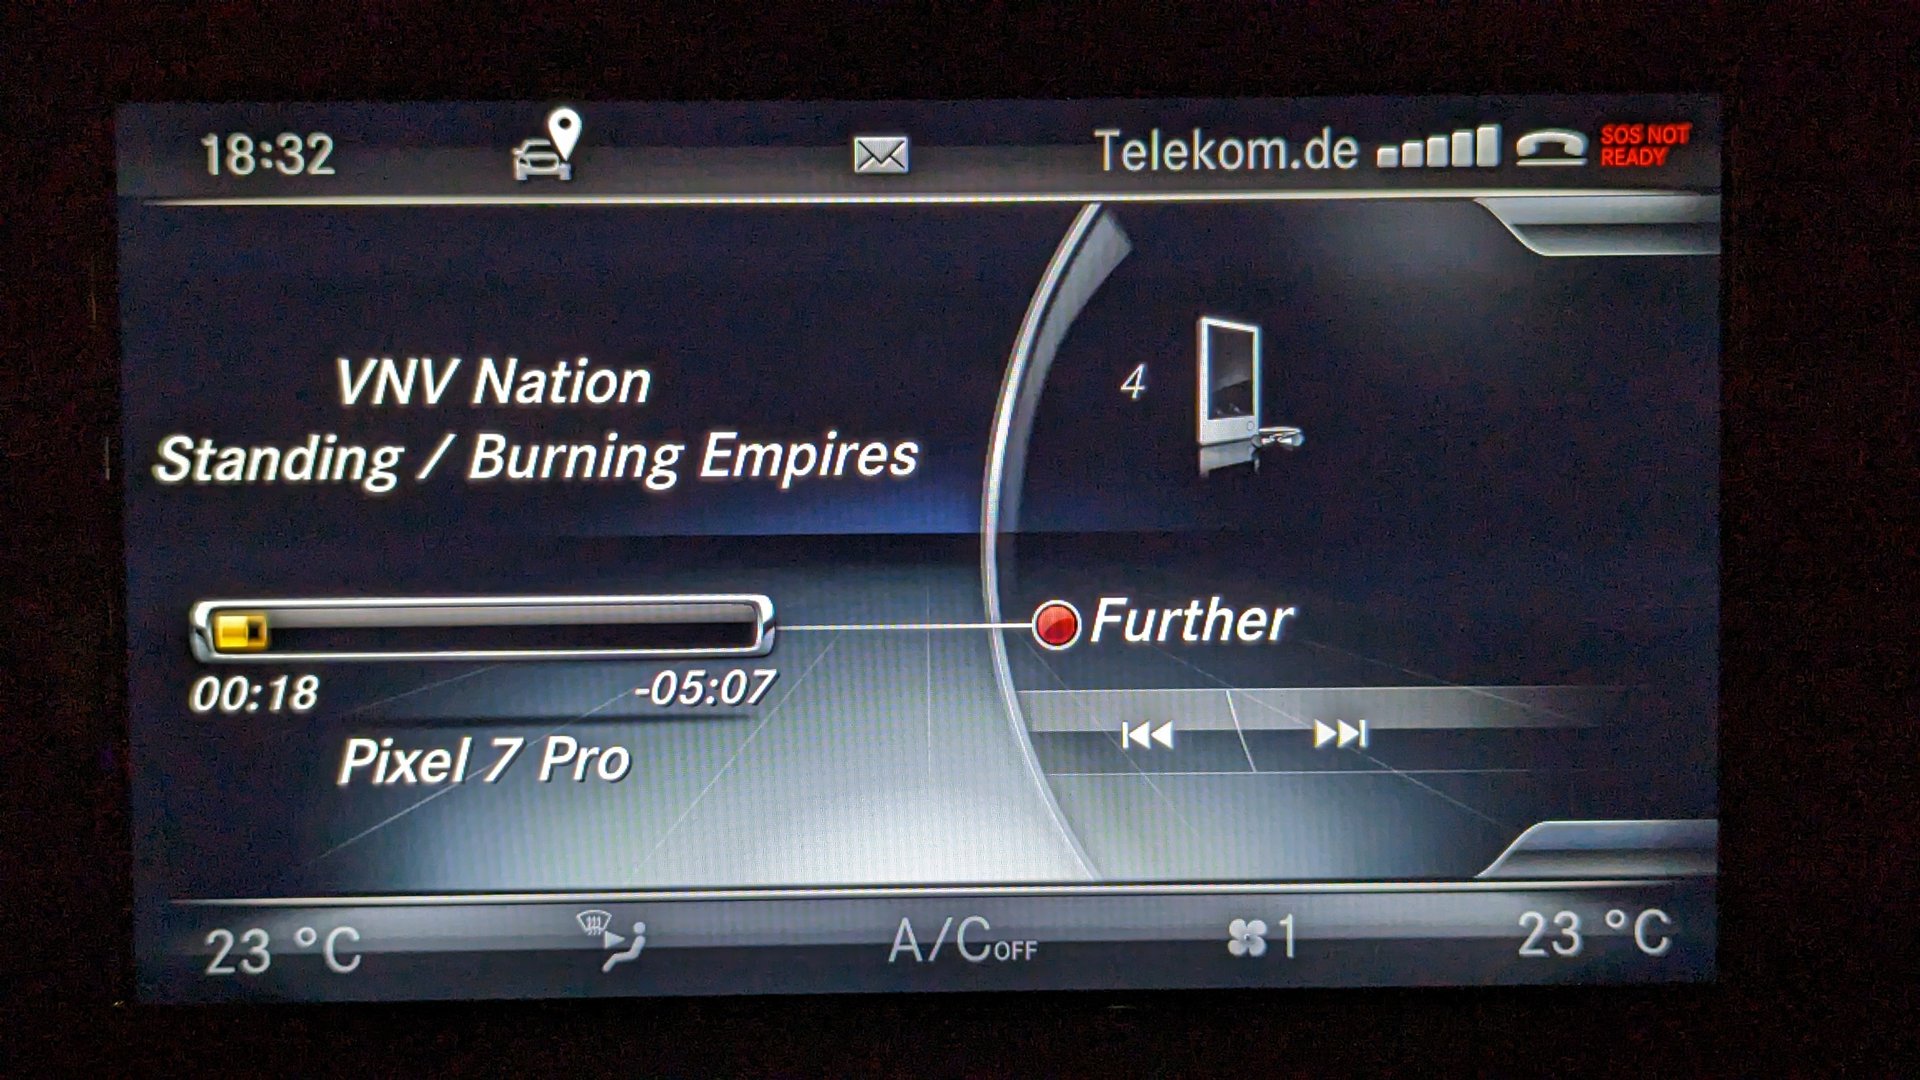 18:32
Telekom.de
SOS NOT
READY
VNV Nation
Standing / Burning Empires
4
Further
00:18
-05:07
Pixel 7 Pro
23 °C
A/C OFF
1
23 °C